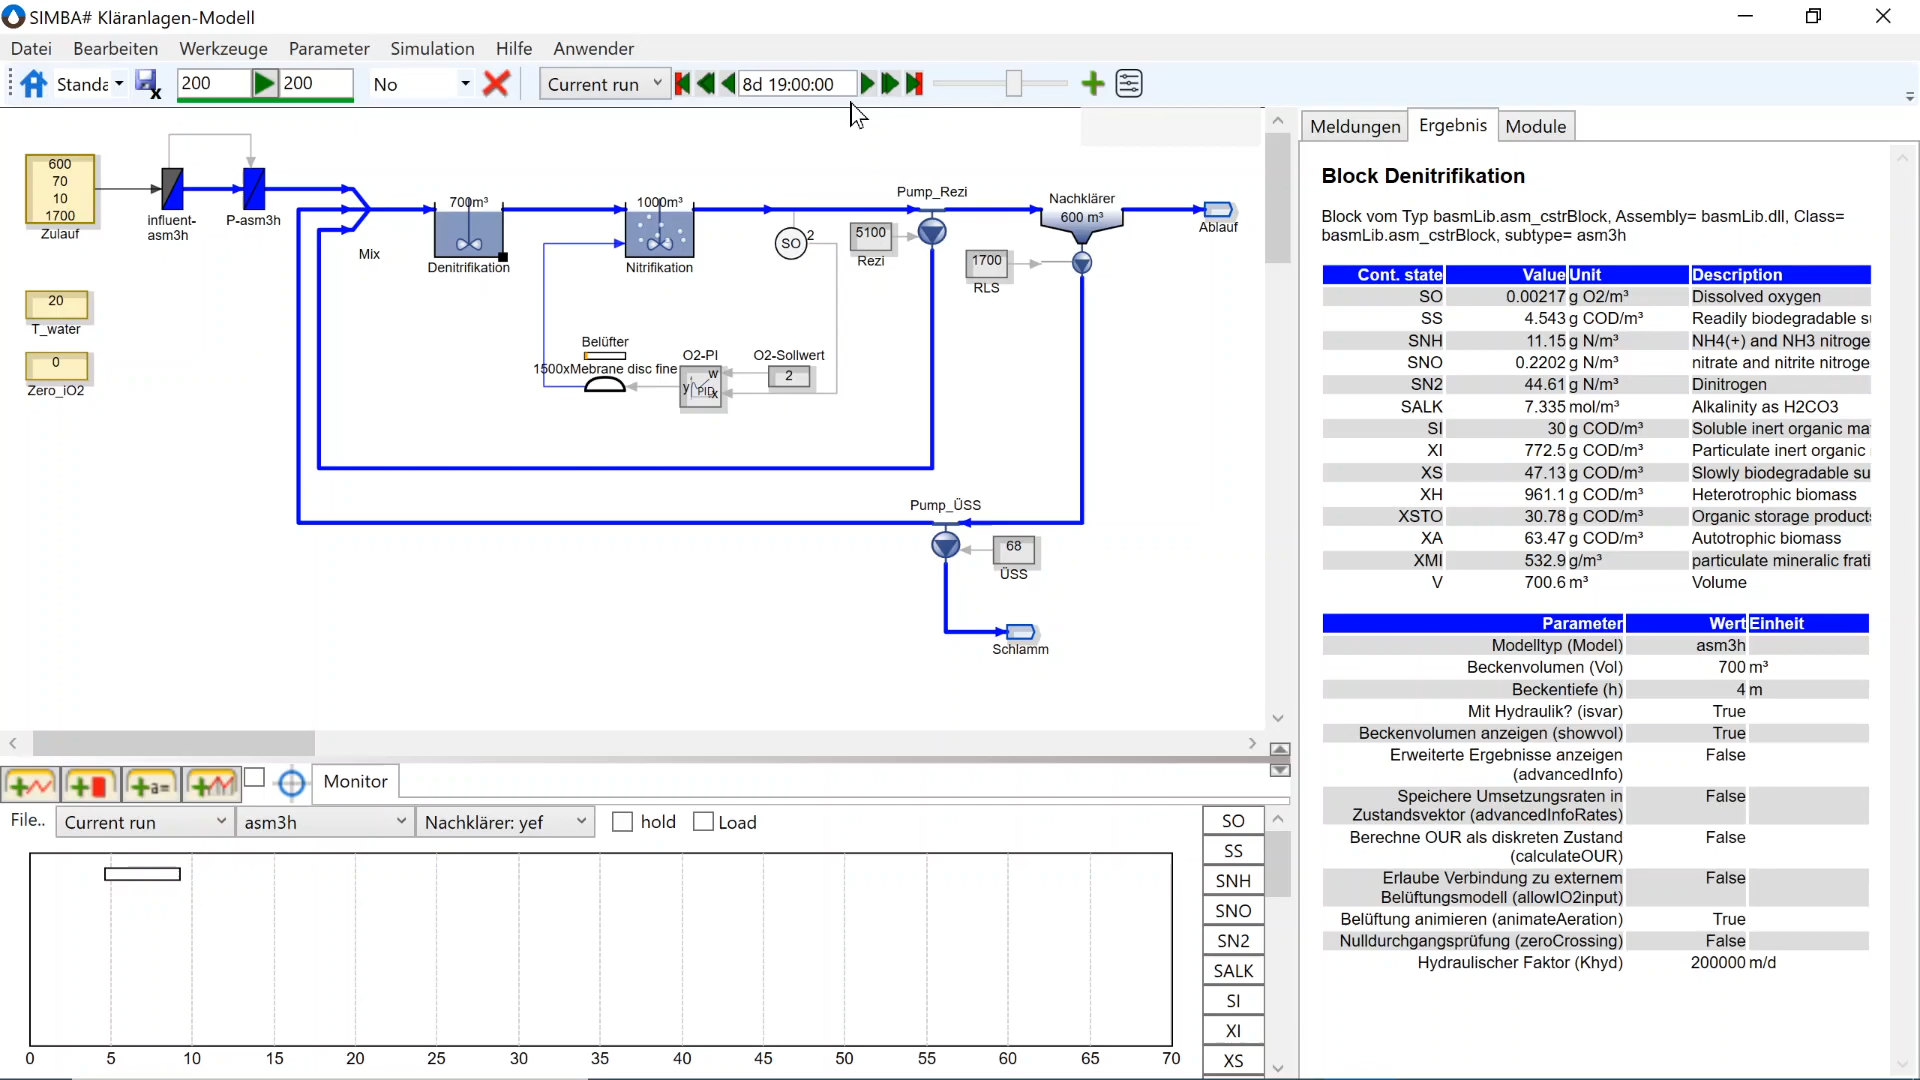 SIMBA# Kläranlagen-Modell
Datei Bearbeiten Werkzeuge Parameter Simulation Hilfe Anwender
Standa 200 200 No Current run 8d 19:00:00
600
70
10
1700
Zulauf
influent-
asm3h
P-asm3h
Mix
20
T_water
0
Zero_iO2
700m³
Denitrifikation
1000m³
Nitrifikation
SO 2
5100
Rezi
Pump_Rezi
1700
RLS
Nachklärer
600 m³
Ablauf
Belüfter
1500xMebrane disc fine
O2-PI
w
y PID x
O2-Sollwert
2
Pump_ÜSS
68
ÜSS
Schlamm
Monitor
File.. Current run asm3h Nachklärer: yef hold Load
0 5 10 15 20 25 30 35 40 45 50 55 60 65 70
SO
SS
SNH
SNO
SN2
SALK
SI
XI
XS
Meldungen Ergebnis Module
Block Denitrifikation
Block vom Typ basmLib.asm_cstrBlock, Assembly= basmLib.dll, Class=
basmLib.asm_cstrBlock, subtype= asm3h
Cont. state Value Unit Description
SO 0.00217 g O2/m³ Dissolved oxygen
SS 4.543 g COD/m³ Readily biodegradable su
SNH 11.15 g N/m³ NH4(+) and NH3 nitroge
SNO 0.2202 g N/m³ nitrate and nitrite nitroge
SN2 44.61 g N/m³ Dinitrogen
SALK 7.335 mol/m³ Alkalinity as H2CO3
SI 30 g COD/m³ Soluble inert organic ma
XI 772.5 g COD/m³ Particulate inert organic
XS 47.13 g COD/m³ Slowly biodegradable su
XH 961.1 g COD/m³ Heterotrophic biomass
XSTO 30.78 g COD/m³ Organic storage products
XA 63.47 g COD/m³ Autotrophic biomass
XMI 532.9 g/m³ particulate mineralic frati
V 700.6 m³ Volume
Parameter Wert Einheit
Modelltyp (Model) asm3h
Beckenvolumen (Vol) 700 m³
Beckentiefe (h) 4 m
Mit Hydraulik? (isvar) True
Beckenvolumen anzeigen (showvol) True
Erweiterte Ergebnisse anzeigen False
(advancedInfo)
Speichere Umsetzungsraten in False
Zustandsvektor (advancedInfoRates)
Berechne OUR als diskreten Zustand False
(calculateOUR)
Erlaube Verbindung zu externem False
Belüftungsmodell (allowIO2input)
Belüftung animieren (animateAeration) True
Nulldurchgangsprüfung (zeroCrossing) False
Hydraulischer Faktor (Khyd) 200000 m/d